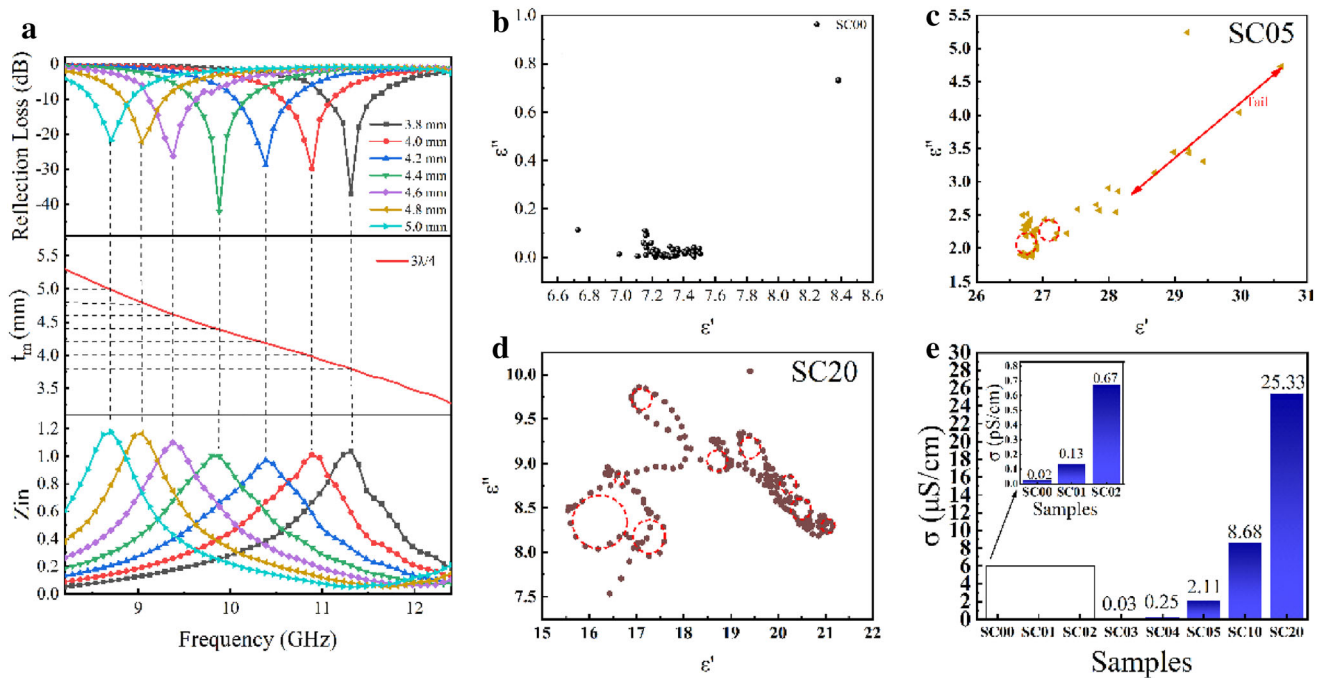 a
Reflection Loss (dB)
0
-10
-20
-30
-40
3.8 mm
4.0 mm
4.2 mm
4.4 mm
4.6 mm
4.8 mm
5.0 mm
tm (mm)
5.5
5.0
4.5
4.0
3.5
3λ/4
Zin
1.2
1.0
0.8
0.6
0.4
0.2
0.0
9 10 11 12
Frequency (GHz)
b
SC00
ε"
1.0
0.8
0.6
0.4
0.2
0.0
6.6 6.8 7.0 7.2 7.4 7.6 7.8 8.0 8.2 8.4 8.6
ε'
c
SC05
Tail
ε"
5.5
5.0
4.5
4.0
3.5
3.0
2.5
2.0
1.5
26 27 28 29 30 31
ε'
d
SC20
ε"
10.0
9.5
9.0
8.5
8.0
7.5
15 16 17 18 19 20 21 22
ε'
e
σ (μS/cm)
30
28
26
24
22
20
18
16
14
12
10
8
6
4
2
0
σ (pS/cm)
0.8
0.7
0.6
0.5
0.4
0.3
0.2
0.1
0.0
0.02 0.13 0.67
SC00 SC01 SC02
Samples
0.03 0.25 2.11 8.68 25.33
SC00 SC01 SC02 SC03 SC04 SC05 SC10 SC20
Samples